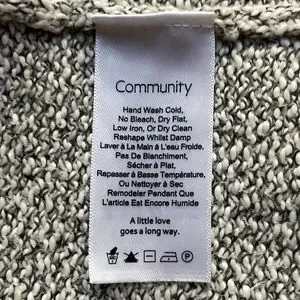 Community
Hand Wash Cold,
No Bleach, Dry Flat,
Low Iron, Or Dry Clean
Reshape Whilst Damp
Laver À La Main À L'eau Froide,
Pas De Blanchiment,
Sécher à Plat,
Repasser à Basse Température,
Ou Nettoyer à Sec
Remodeler Pendant Que
L'article Est Encore Humide
A little love
goes a long way.
P